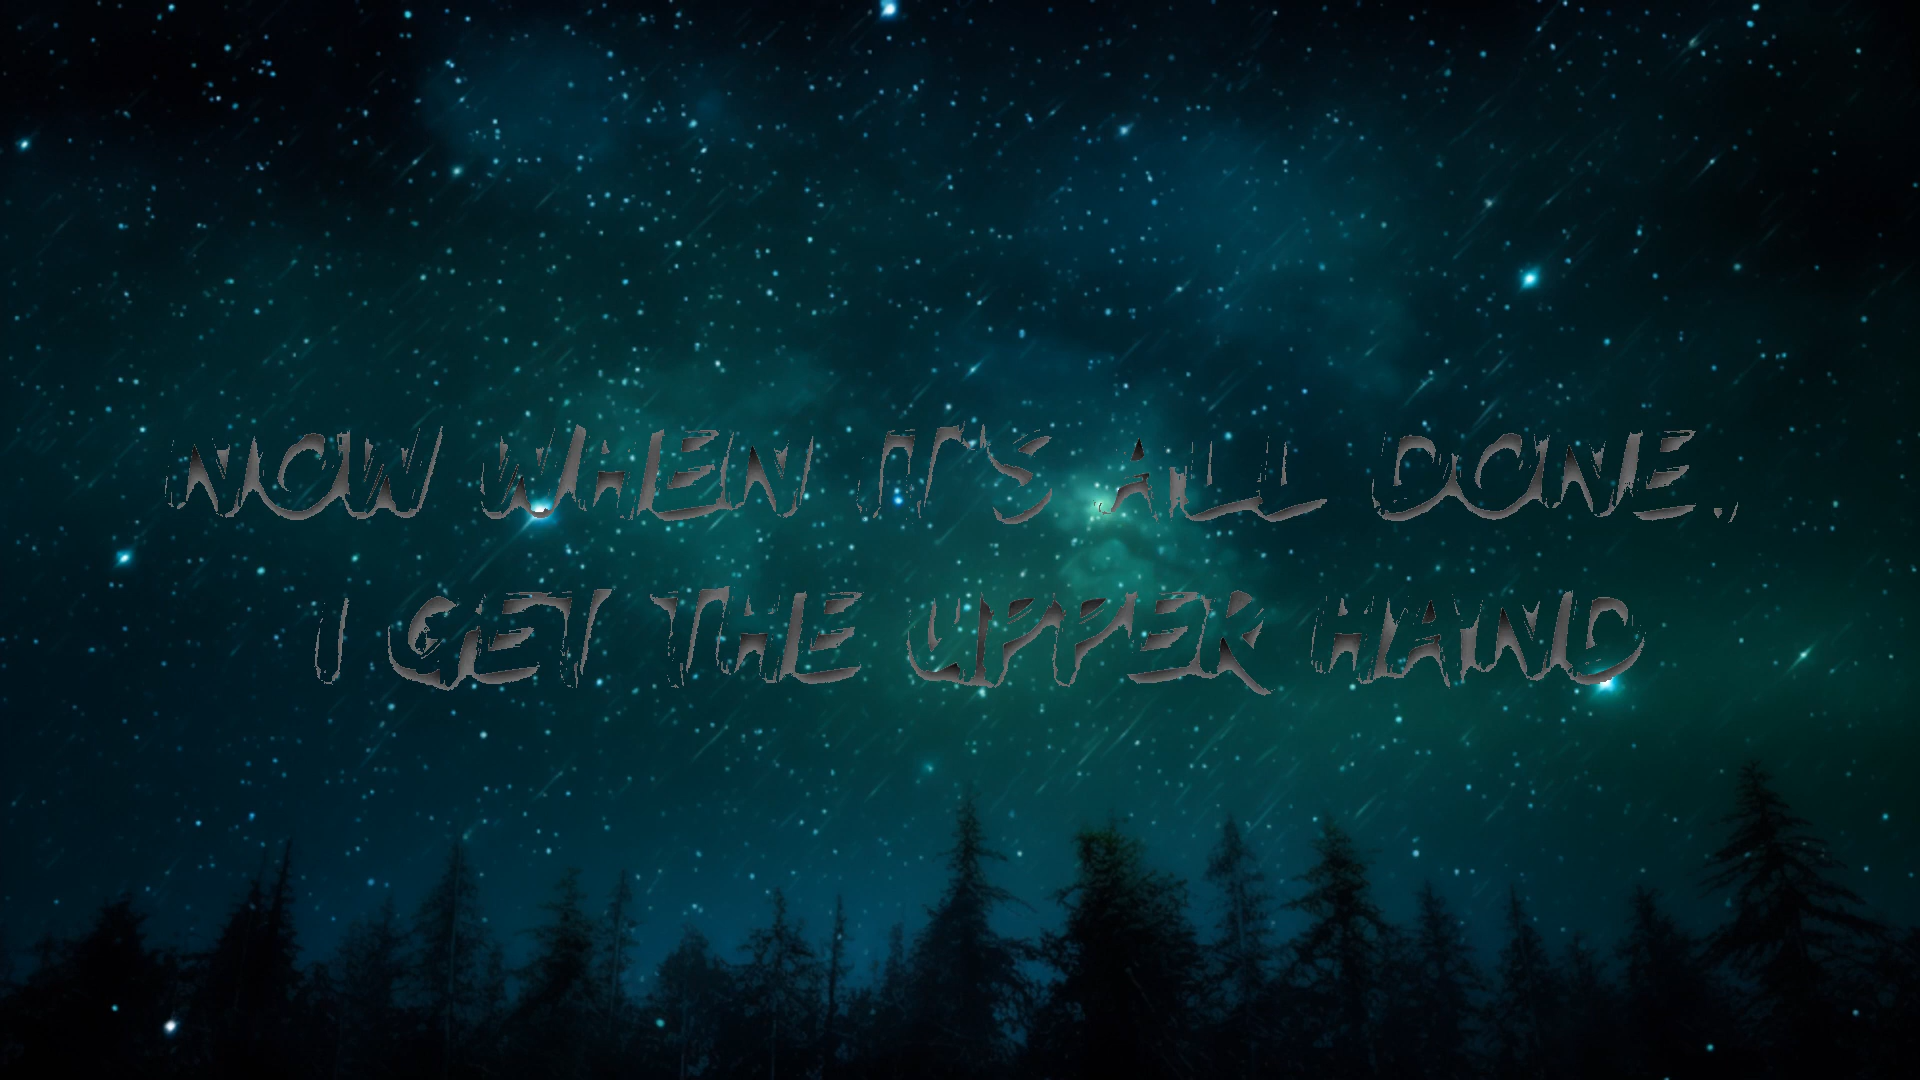 NOW WHEN IT'S ALL DONE.,
I GET THE UPPER HAND